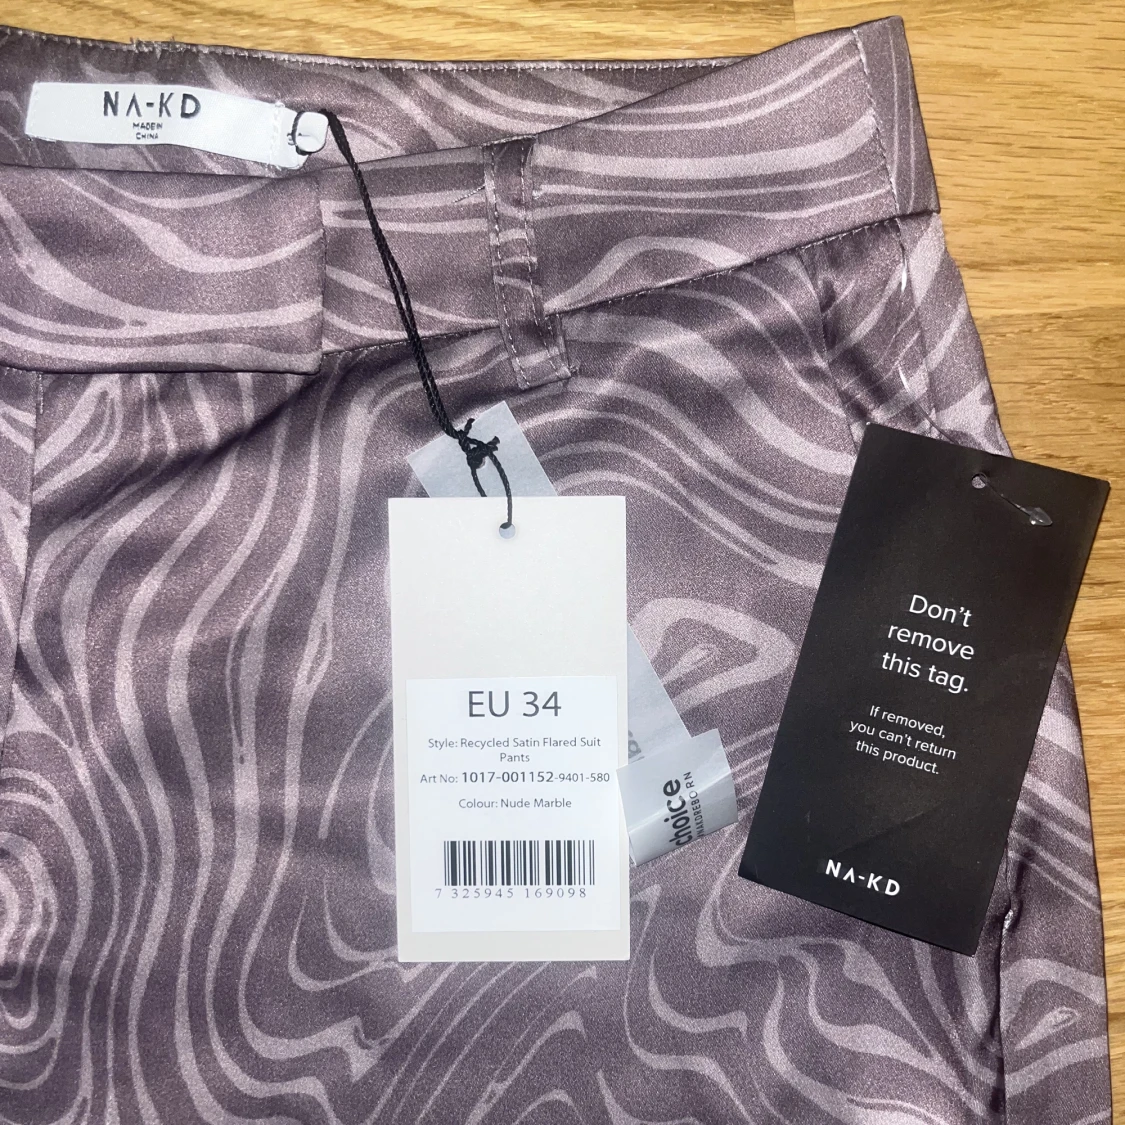 NA-KD
MADE IN
CHINA
EU 34
Style: Recycled Satin Flared Suit
Pants
Art No: 1017-001152-9401-580
Colour: Nude Marble
7 325945 169098
choice
#NAKDREBORN
Don't
remove
this tag.
If removed,
you can't return
this product.
NA-KD